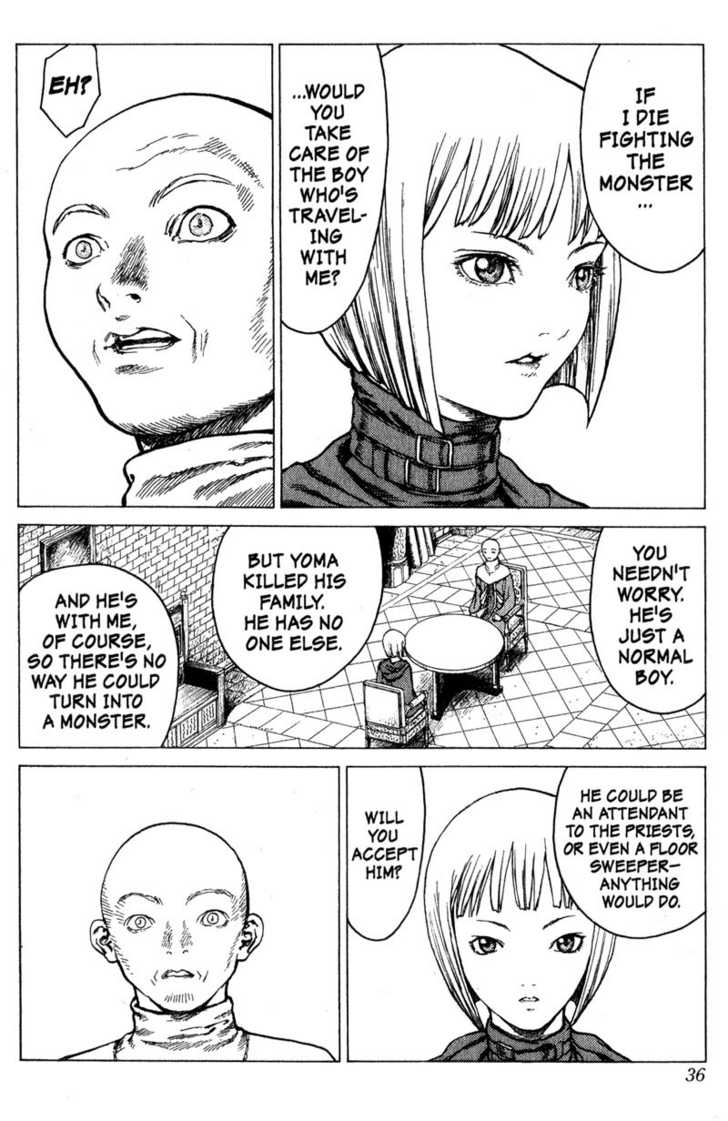 IF
I DIE
FIGHTING
THE
MONSTER
...
...WOULD
YOU
TAKE
CARE OF
THE BOY
WHO'S
TRAVEL-
ING
WITH
ME?
EH?
YOU
NEEDN'T
WORRY.
HE'S
JUST A
NORMAL
BOY.
BUT YOMA
KILLED HIS
FAMILY.
HE HAS NO
ONE ELSE.
AND HE'S
WITH ME,
OF COURSE,
SO THERE'S NO
WAY HE COULD
TURN INTO
A MONSTER.
HE COULD BE
AN ATTENDANT
TO THE PRIESTS,
OR EVEN A FLOOR
SWEEPER—
ANYTHING
WOULD DO.
WILL
YOU
ACCEPT
HIM?
36